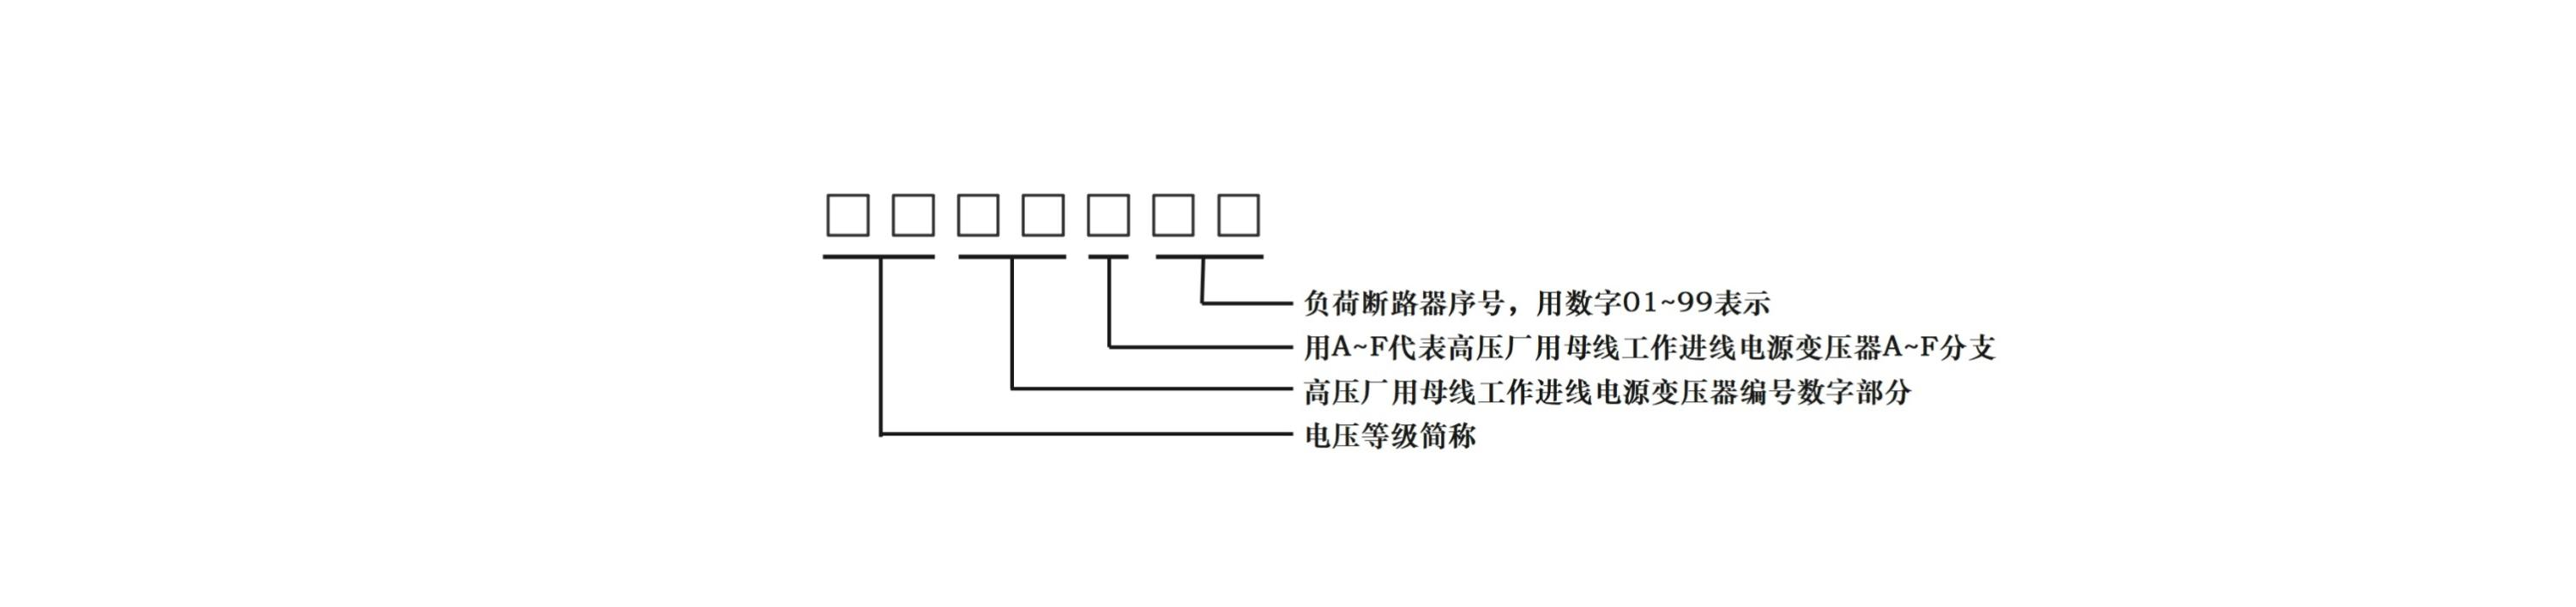 负荷断路器序号，用数字01~99表示
用A~F代表高压厂用母线工作进线电源变压器A~F分支
高压厂用母线工作进线电源变压器编号数字部分
电压等级简称